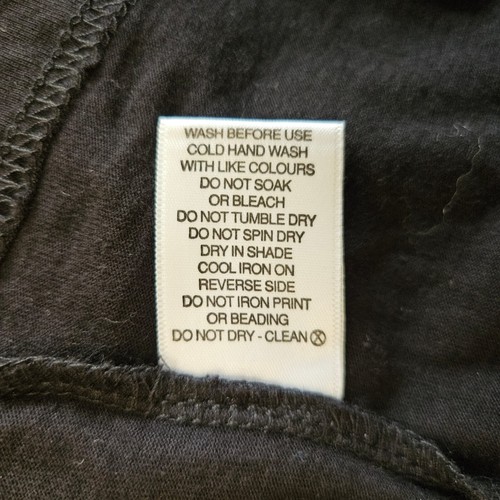 WASH BEFORE USE
COLD HAND WASH
WITH LIKE COLOURS
DO NOT SOAK
OR BLEACH
DO NOT TUMBLE DRY
DO NOT SPIN DRY
DRY IN SHADE
COOL IRON ON
REVERSE SIDE
DO NOT IRON PRINT
OR BEADING
DO NOT DRY - CLEAN